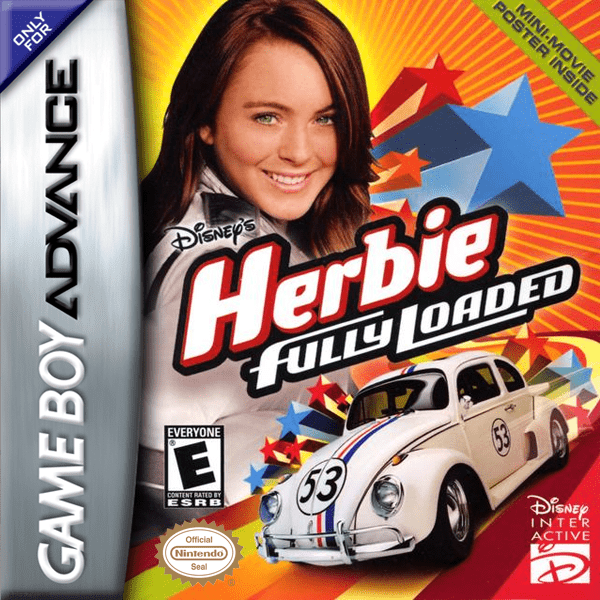 ONLY
FOR
GAME BOY ADVANCE
MINI-MOVIE
POSTER INSIDE
Disney's
Herbie
FULLY LOADED
EVERYONE
E
CONTENT RATED BY
ESRB
Official
Nintendo
Seal
53
53
Disney
INTER
ACTIVE
D